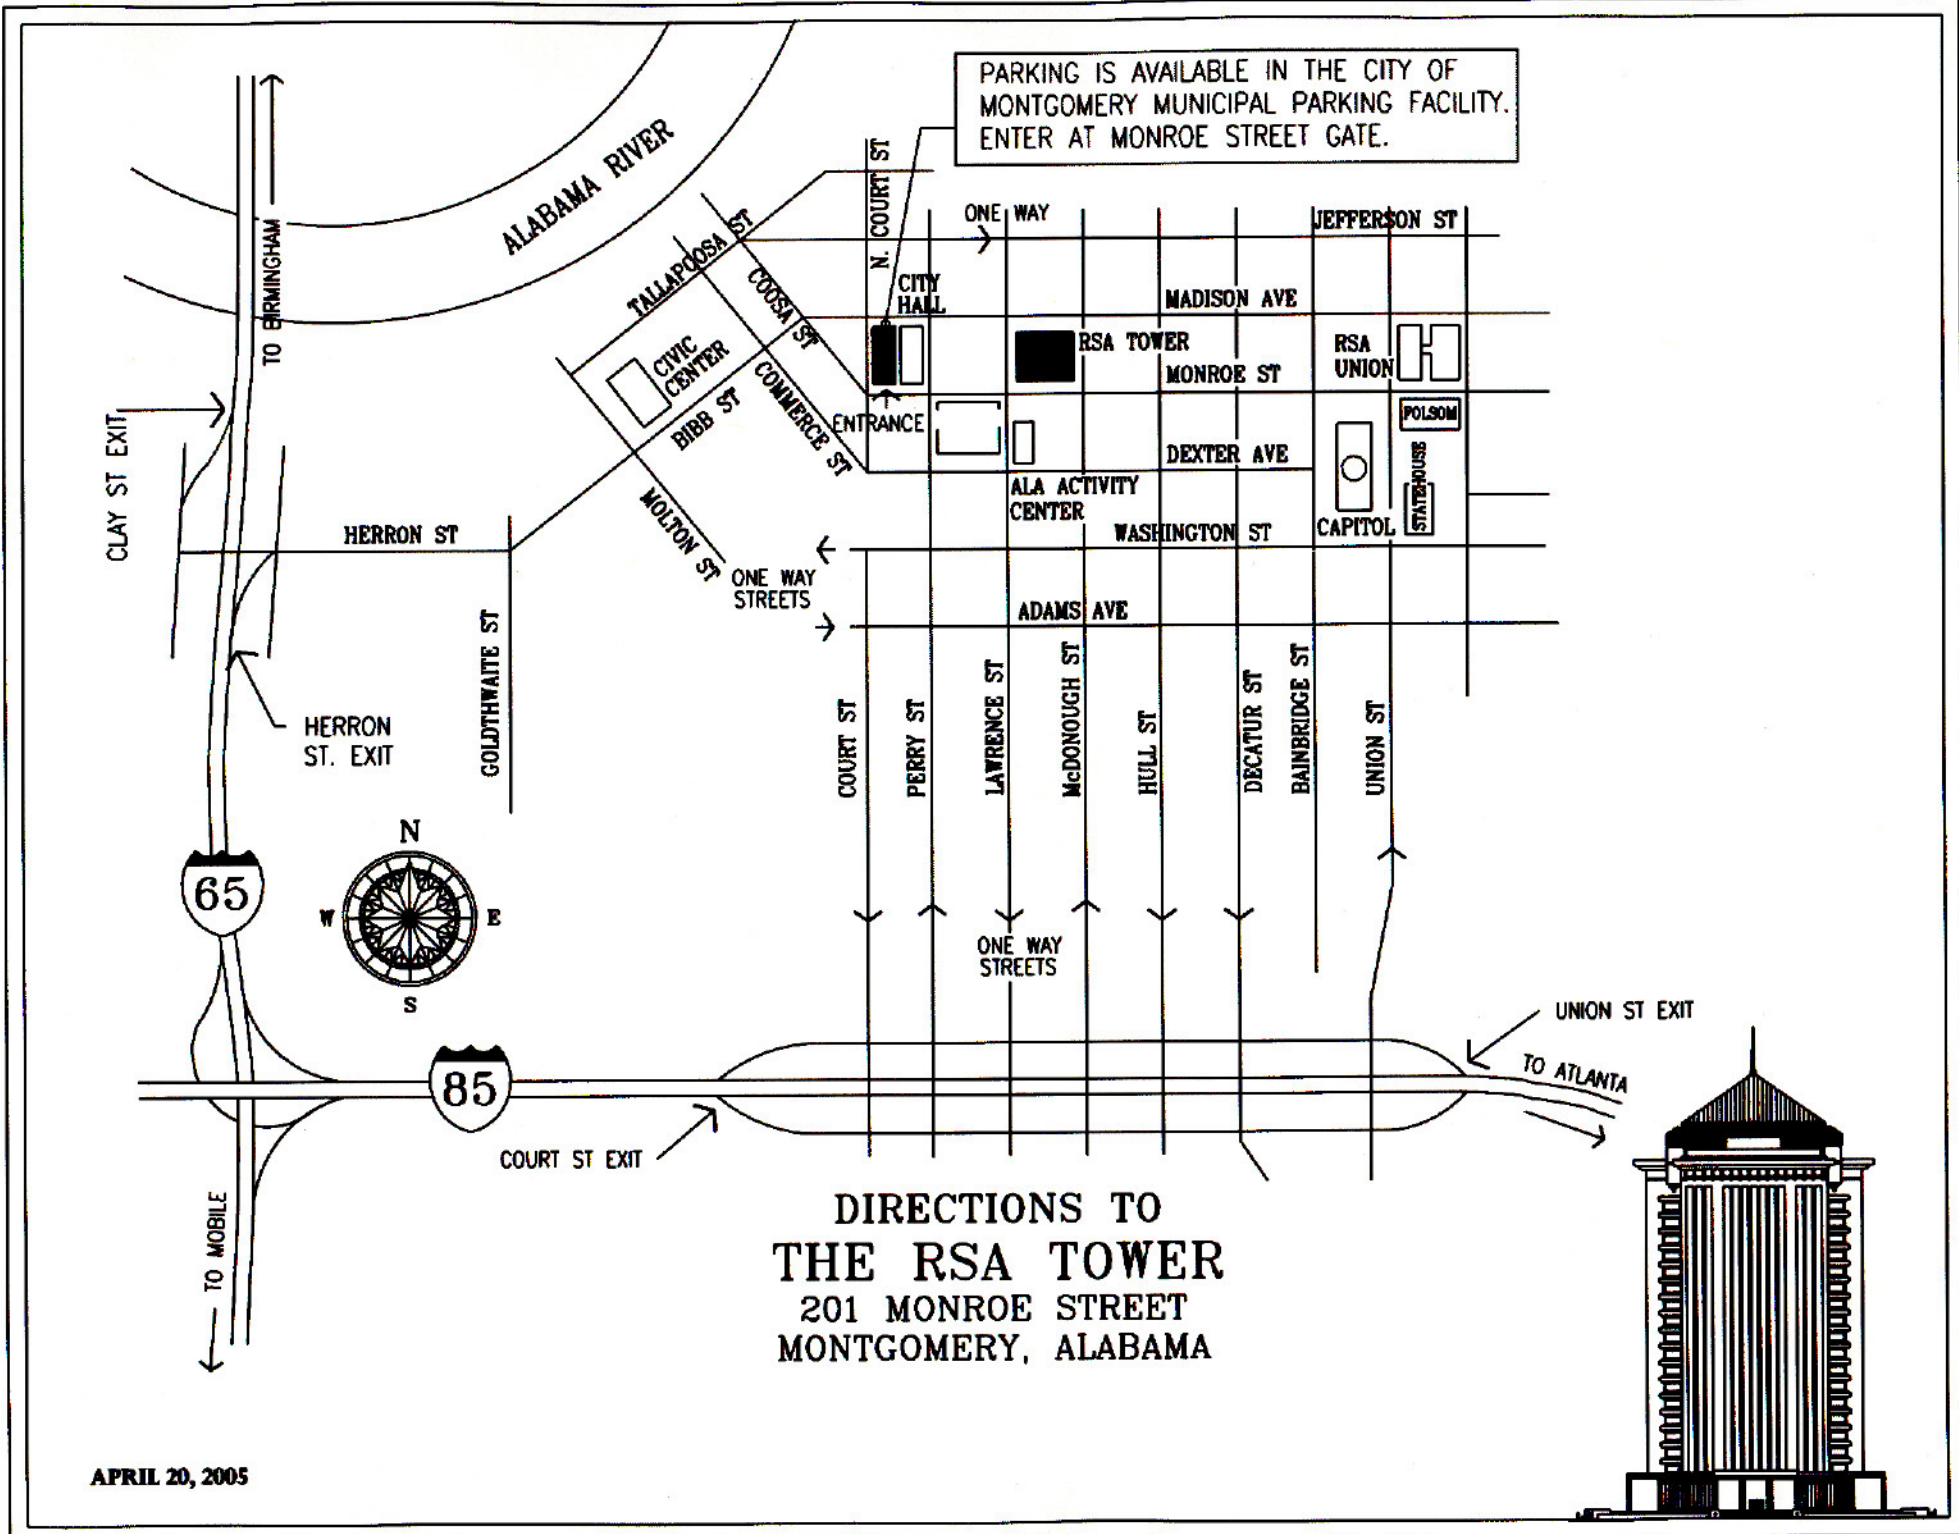 PARKING IS AVAILABLE IN THE CITY OF
MONTGOMERY MUNICIPAL PARKING FACILITY.
ENTER AT MONROE STREET GATE.
ALABAMA RIVER
TO BIRMINGHAM
N. COURT ST
ONE WAY
JEFFERSON ST
TALLAPOOSA ST
COOSA ST
CITY
HALL
MADISON AVE
CIVIC
CENTER
RSA TOWER
RSA
UNION
MONROE ST
BIBB ST
COMMERCE ST
ENTRANCE
FOLSOM
CLAY ST EXIT
DEXTER AVE
STATEHOUSE
ALA ACTIVITY
CENTER
MOLTON ST
HERRON ST
WASHINGTON ST
CAPITOL
ONE WAY
STREETS
ADAMS AVE
GOLDTHWAITE ST
HERRON
ST. EXIT
COURT ST
PERRY ST
LAWRENCE ST
McDONOUGH ST
HULL ST
DECATUR ST
BAINBRIDGE ST
UNION ST
N
W
E
S
65
ONE WAY
STREETS
UNION ST EXIT
TO ATLANTA
85
COURT ST EXIT
TO MOBILE
DIRECTIONS TO
THE RSA TOWER
201 MONROE STREET
MONTGOMERY, ALABAMA
APRIL 20, 2005